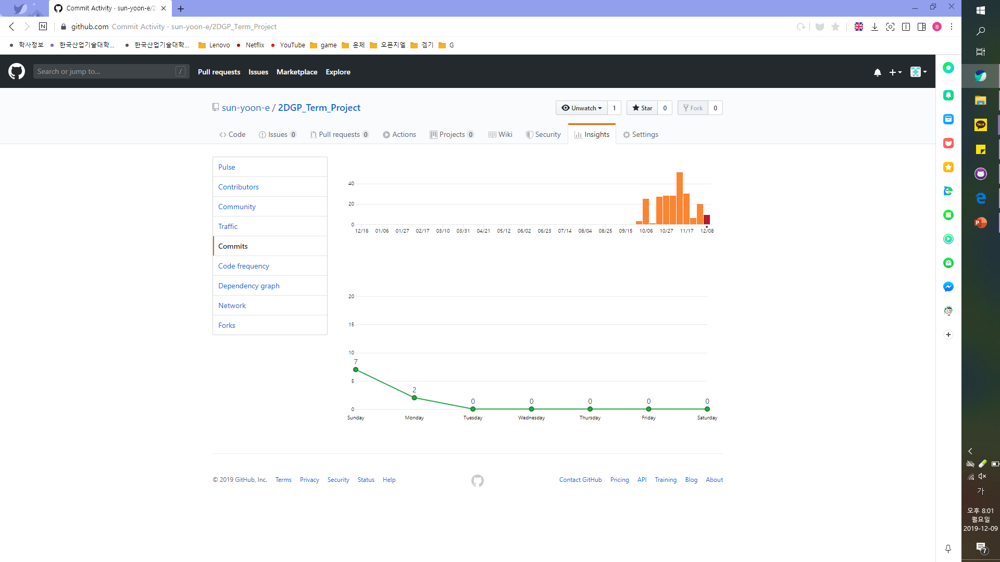 Commit Activity · sun-yoon-e/2
N github.com Commit Activity · sun-yoon-e/2DGP_Term_Project 8
학사정보 한국산업기술대학... 한국산업기술대학... Lenovo Netflix YouTube game 운체 오픈지엘 겜기 G
Search or jump to... / Pull requests Issues Marketplace Explore
sun-yoon-e / 2DGP_Term_Project Unwatch 1 Star 0 Fork 0
Code Issues 0 Pull requests 0 Actions Projects 0 Wiki Security Insights Settings
Pulse
Contributors
Community
Traffic
Commits
Code frequency
Dependency graph
Network
Forks
40
20
0
12/16 01/06 01/27 02/17 03/10 03/31 04/21 05/12 06/02 06/23 07/14 08/04 08/25 09/15 10/06 10/27 11/17 12/08
20
15
10
7
5
2
0 0 0 0 0
0
Sunday Monday Tuesday Wednesday Thursday Friday Saturday
© 2019 GitHub, Inc. Terms Privacy Security Status Help Contact GitHub Pricing API Training Blog About
TALK
P
가
오후 8:01
월요일
2019-12-09
7